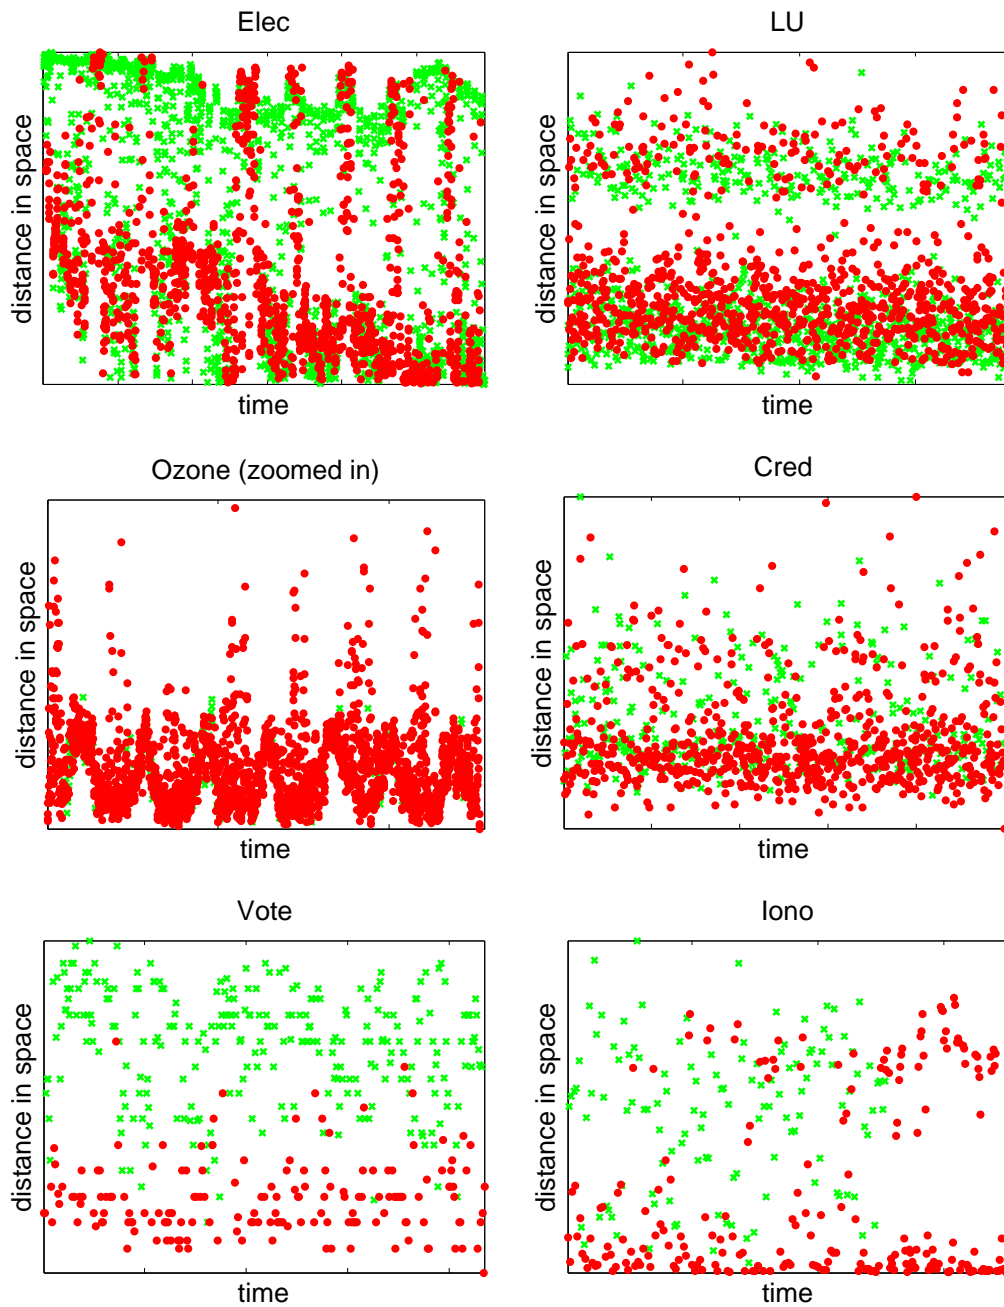 Elec
distance in space
time
LU
distance in space
time
Ozone (zoomed in)
distance in space
time
Cred
distance in space
time
Vote
distance in space
time
Iono
distance in space
time